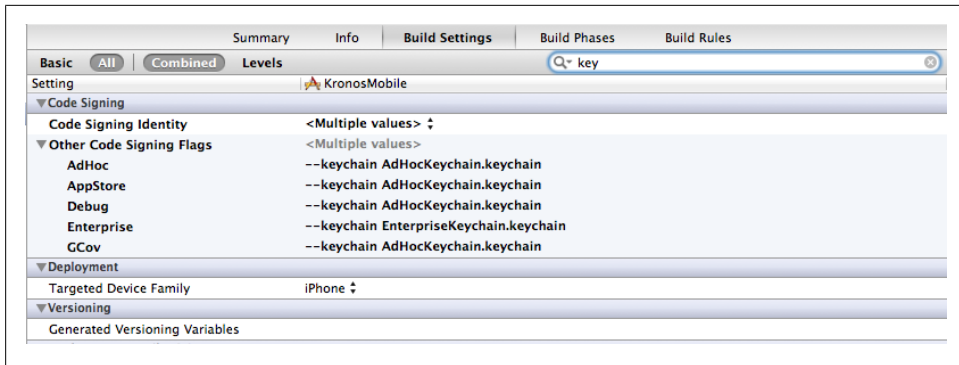 Summary Info Build Settings Build Phases Build Rules
Basic All Combined Levels key
Setting KronosMobile
Code Signing
Code Signing Identity <Multiple values>
Other Code Signing Flags <Multiple values>
AdHoc --keychain AdHocKeychain.keychain
AppStore --keychain AdHocKeychain.keychain
Debug --keychain AdHocKeychain.keychain
Enterprise --keychain EnterpriseKeychain.keychain
GCov --keychain AdHocKeychain.keychain
Deployment
Targeted Device Family iPhone
Versioning
Generated Versioning Variables